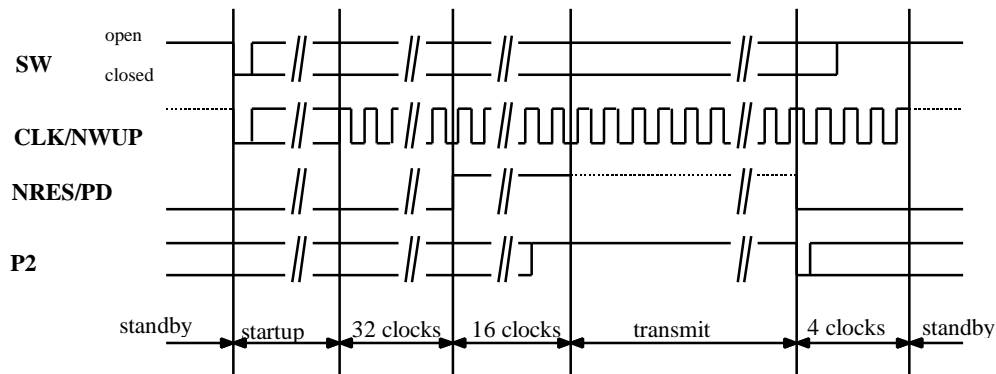 open
SW
closed
CLK/NWUP
NRES/PD
P2
standby startup 32 clocks 16 clocks transmit 4 clocks standby